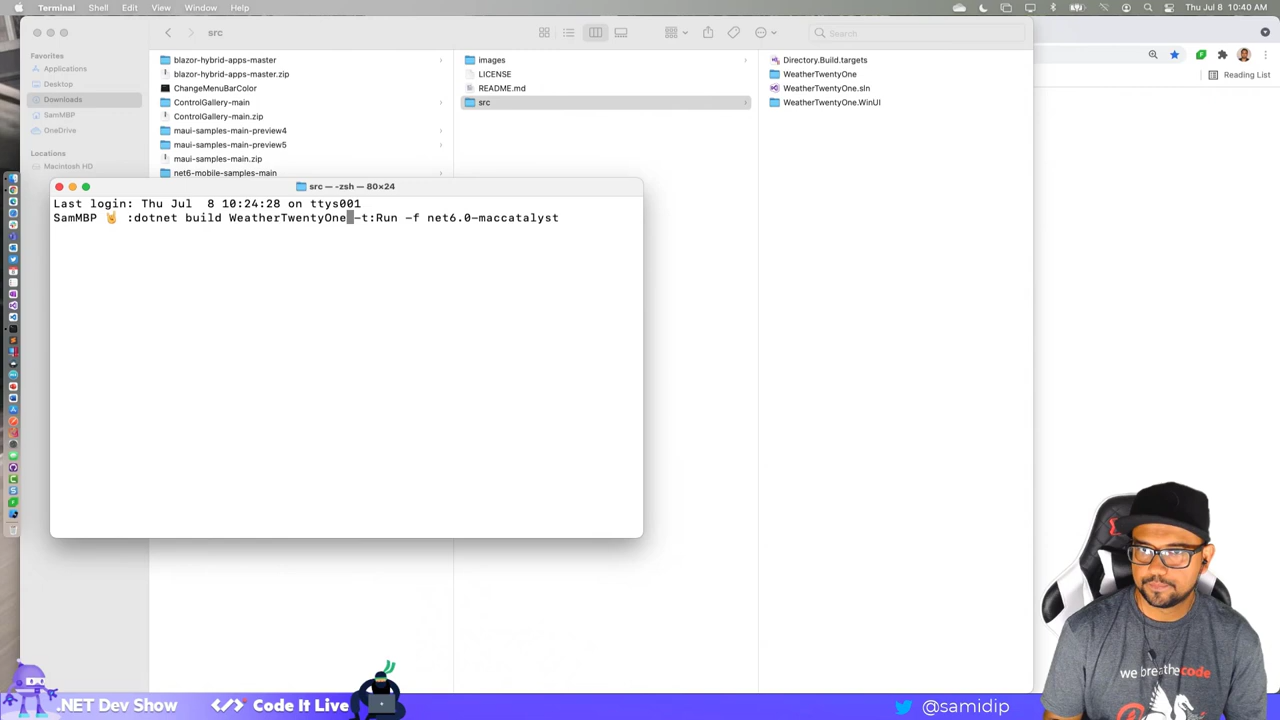 Terminal Shell Edit View Window Help Thu Jul 8 10:40 AM
src
Search
Reading List
Favorites
Applications
Desktop
Downloads
SamMBP
OneDrive
Locations
Macintosh HD
blazor-hybrid-apps-master
blazor-hybrid-apps-master.zip
ChangeMenuBarColor
ControlGallery-main
ControlGallery-main.zip
maui-samples-main-preview4
maui-samples-main-preview5
maui-samples-main.zip
net6-mobile-samples-main
images
LICENSE
README.md
src
Directory.Build.targets
WeatherTwentyOne
WeatherTwentyOne.sln
WeatherTwentyOne.WinUI
src — -zsh — 80×24
Last login: Thu Jul  8 10:24:28 on ttys001
SamMBP 🤘 :dotnet build WeatherTwentyOne -t:Run -f net6.0-maccatalyst
we breathecode
.NET Dev Show
Code It Live
@samidip